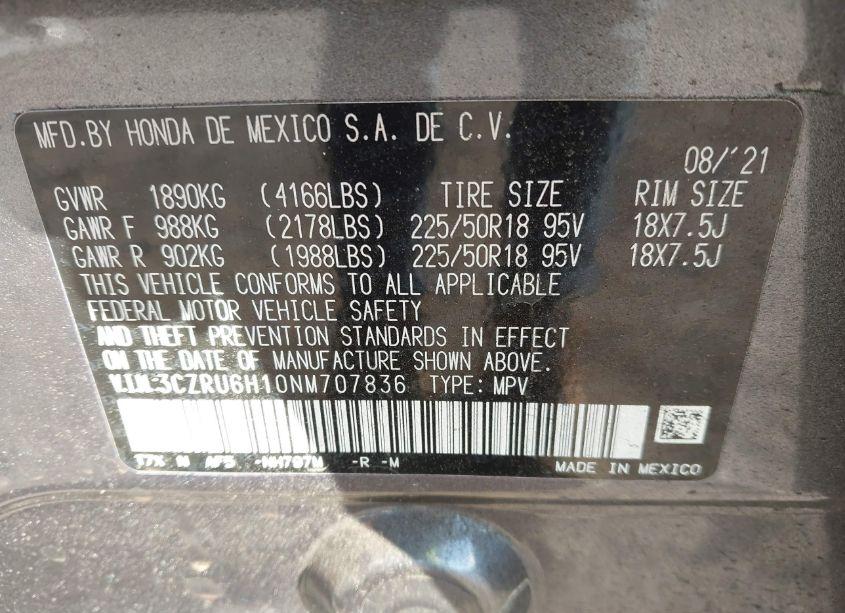 MFD.BY HONDA DE MEXICO S.A. DE C.V.
08/'21
GVWR 1890KG (4166LBS) TIRE SIZE RIM SIZE
GAWR F 988KG (2178LBS) 225/50R18 95V 18X7.5J
GAWR R 902KG (1988LBS) 225/50R18 95V 18X7.5J
THIS VEHICLE CONFORMS TO ALL APPLICABLE
FEDERAL MOTOR VEHICLE SAFETY
AND THEFT PREVENTION STANDARDS IN EFFECT
ON THE DATE OF MANUFACTURE SHOWN ABOVE.
3CZRU6H10NM707836 TYPE: MPV
-R -M MADE IN MEXICO